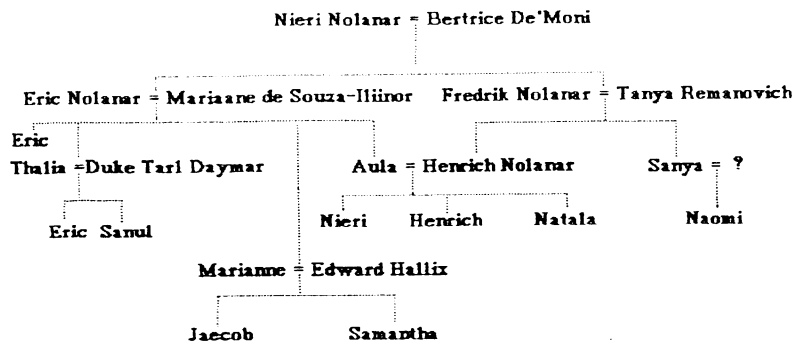 Nieri Nolanar = Bertrice De'Moni
Eric Nolanar = Mariaane de Souza-Iliinor Fredrik Nolanar = Tanya Remanovich
Eric
Thalia = Duke Tarl Daymar Aula = Henrich Nolanar Sanya = ?
Nieri Henrich Natala Naomi
Eric Sanul
Marianne = Edward Hallix
Jaecob Samantha